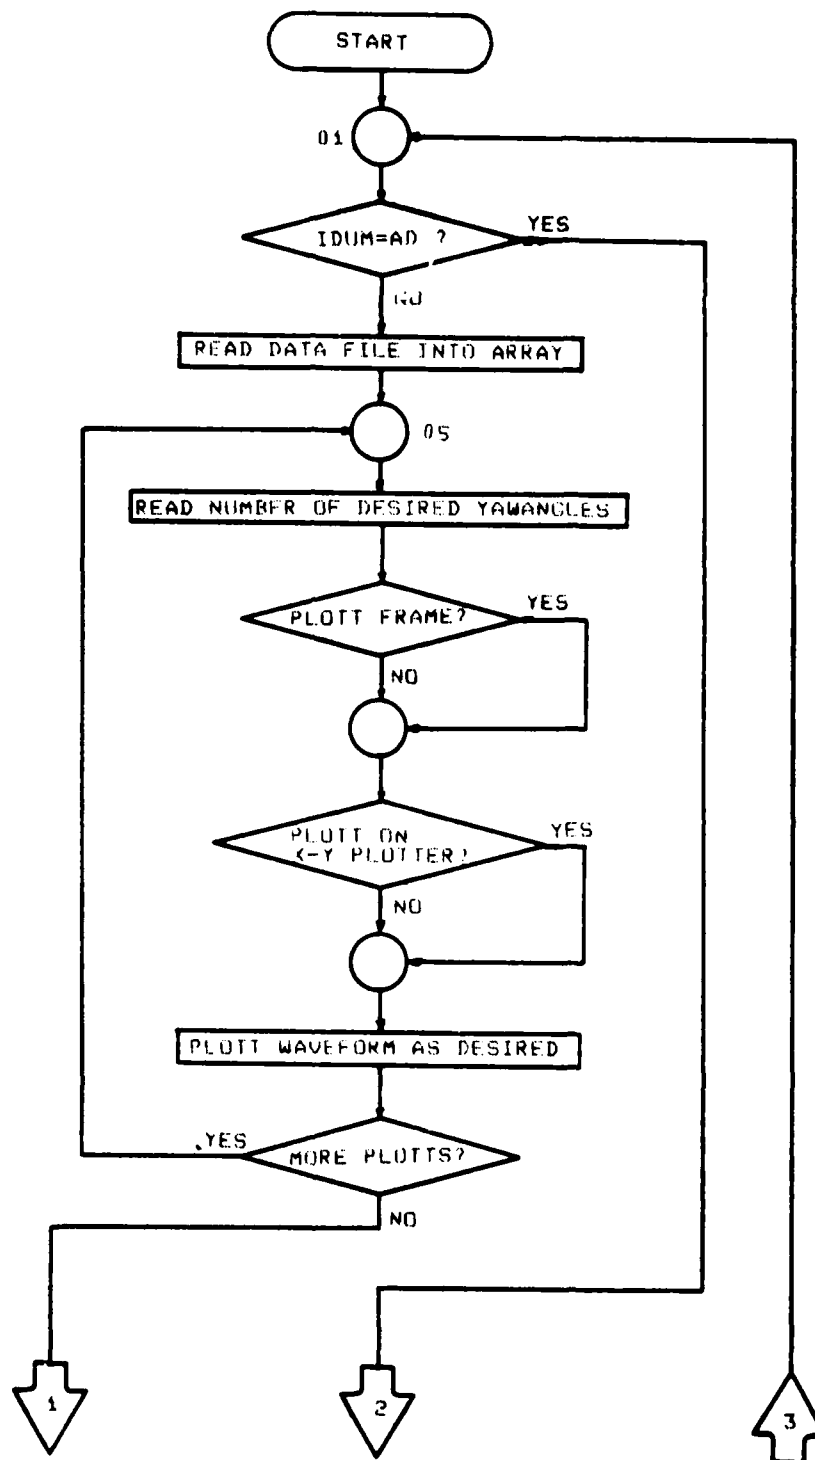 START
01
IDUM=AD ?
YES
NO
READ DATA FILE INTO ARRAY
05
READ NUMBER OF DESIRED YAWANGLES
PLOTT FRAME?
YES
NO
PLOTT ON
X-Y PLOTTER?
YES
NO
PLOTT WAVEFORM AS DESIRED
YES
MORE PLOTTS?
NO
1
2
3